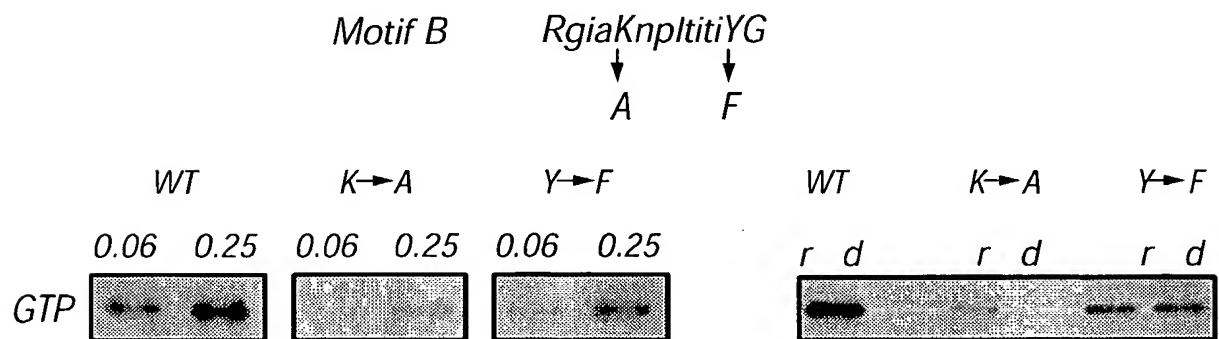 Motif B RgiaKnpltitiYG
A F
WT K→A Y→F WT K→A Y→F
0.06 0.25 0.06 0.25 0.06 0.25 r d r d r d
GTP